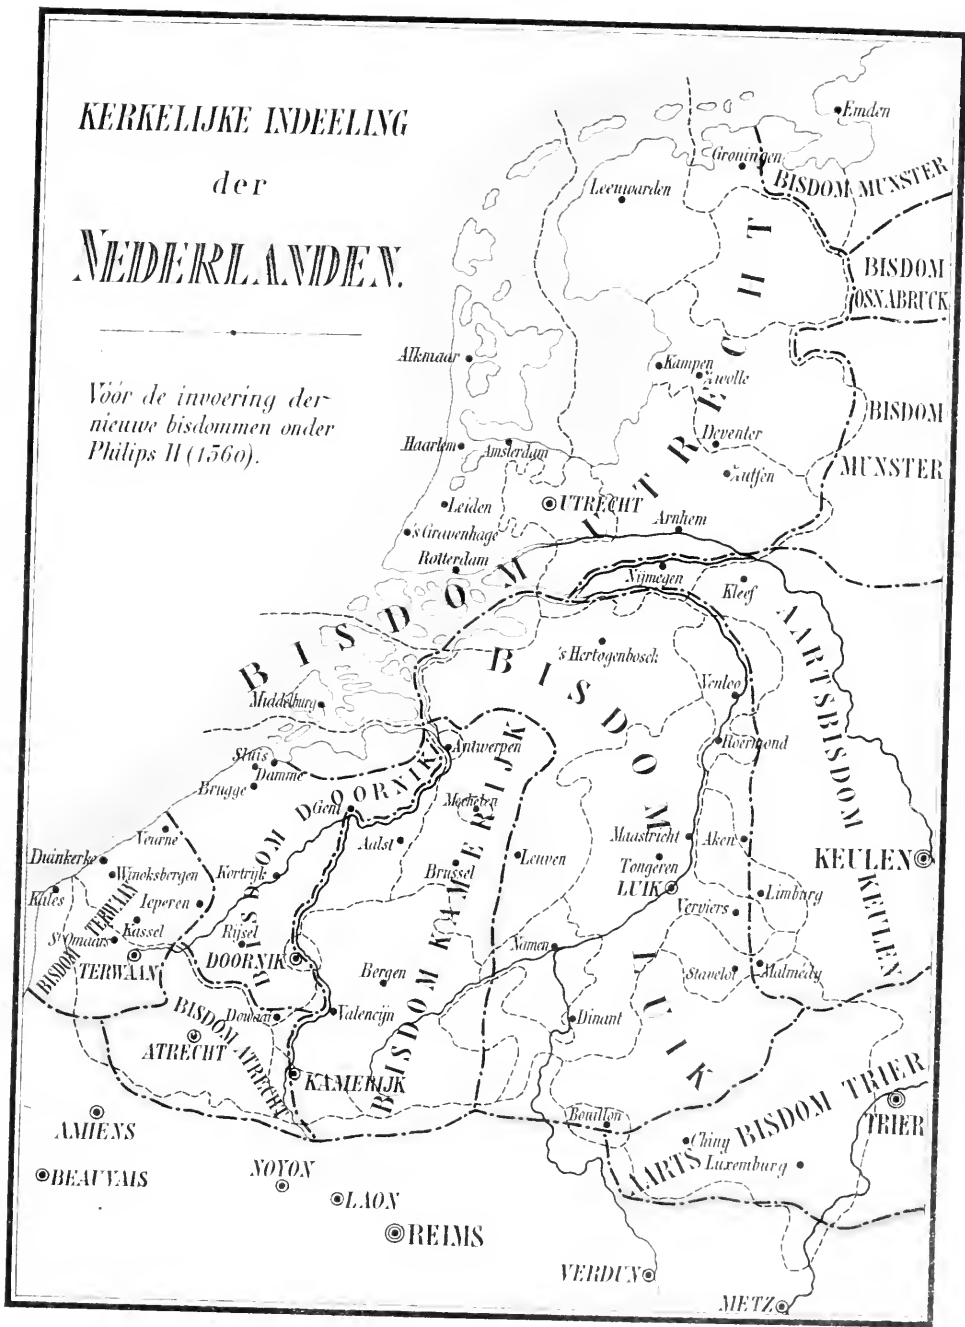 KERKELIJKE INDEELING
der
NEDERLANDEN.
Vóór de invoering der
nieuwe bisdommen onder
Philips II (1560).
Emden
Groningen
BISDOM MUNSTER
Leeuwarden
BISDOM
OSNABRUCK
Alkmaar
Kampen
Zwolle
BISDOM
MUNSTER
Haarlem
Amsterdam
Deventer
Zutfen
Leiden
UTRECHT
's Gravenhage
Arnhem
Rotterdam
Nijmegen
Kleef
BISDOM UTRECHT
's Hertogenbosch
Venloo
Middelburg
BISDOM LUIK
AARTSBISDOM KEULEN
Roermond
Antwerpen
Sluis
Damme
Brugge
Gent
BISDOM DOORNIK
Mechelen
Veurne
Aalst
Maastricht
Aken
Duinkerke
Brussel
Leuven
Tongeren
KEULEN
Winoksbergen
Kortrijk
LUIK
Kales
Limburg
Ieperen
Verviers
BISDOM TERWAAN
Kassel
St Omaars
Rijsel
Namen
TERWAAN
DOORNIK
BISDOM
Bergen
Stavelot
Malmedy
BISDOM KAMERIJK
Dowaai
Valencijn
Dinant
BISDOM ATRECHT
ATRECHT
KAMERIJK
AMIENS
Bouillon
TRIER
AARTSBISDOM TRIER
Chiny
Luxemburg
BEAUVAIS
NOYON
LAON
REIMS
VERDUN
METZ